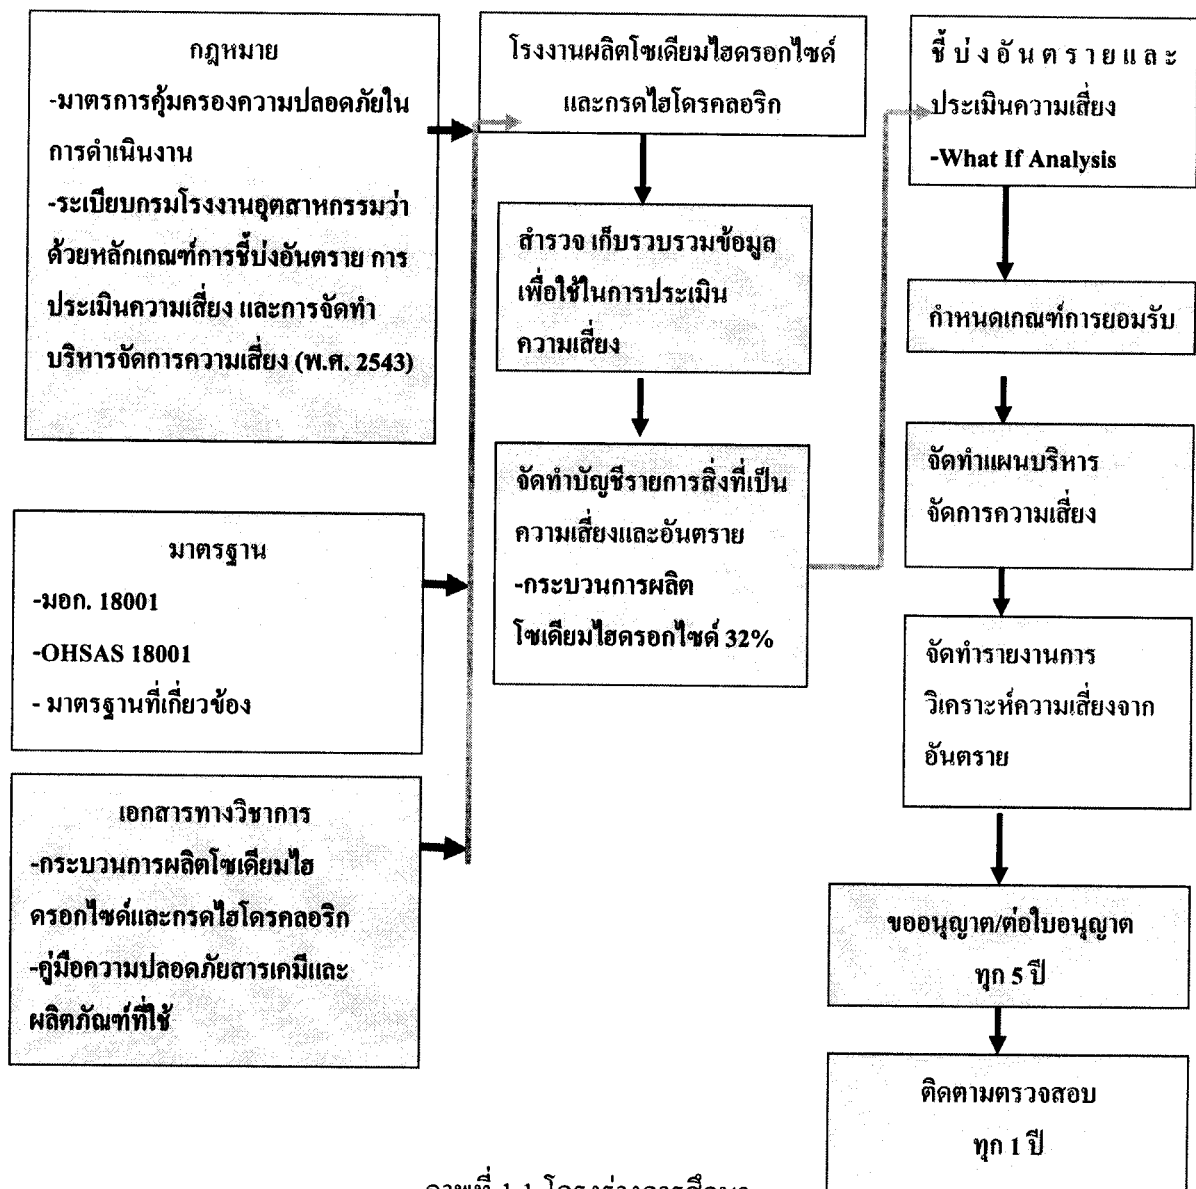 กฎหมาย
-มาตรการคุ้มครองความปลอดภัยใน
การดำเนินงาน
-ระเบียบกรมโรงงานอุตสาหกรรมว่า
ด้วยหลักเกณฑ์การชี้บ่งอันตราย การ
ประเมินความเสี่ยง และการจัดทำ
บริหารจัดการความเสี่ยง (พ.ศ. 2543)
มาตรฐาน
-มอก. 18001
-OHSAS 18001
- มาตรฐานที่เกี่ยวข้อง
เอกสารทางวิชาการ
-กระบวนการผลิตโซเดียมไฮ
ดรอกไซด์และกรดไฮโดรคลอริก
-คู่มือความปลอดภัยสารเคมีและ
ผลิตภัณฑ์ที่ใช้
โรงงานผลิตโซเดียมไฮดรอกไซด์
และกรดไฮโดรคลอริก
สำรวจ เก็บรวบรวมข้อมูล
เพื่อใช้ในการประเมิน
ความเสี่ยง
จัดทำบัญชีรายการสิ่งที่เป็น
ความเสี่ยงและอันตราย
-กระบวนการผลิต
โซเดียมไฮดรอกไซด์ 32%
ชี้บ่งอันตรายและ
ประเมินความเสี่ยง
-What If Analysis
กำหนดเกณฑ์การยอมรับ
จัดทำแผนบริหาร
จัดการความเสี่ยง
จัดทำรายงานการ
วิเคราะห์ความเสี่ยงจาก
อันตราย
ขออนุญาต/ต่อใบอนุญาต
ทุก 5 ปี
ติดตามตรวจสอบ
ทุก 1 ปี
ภาพที่ 1.1 โครงร่างการศึกษา